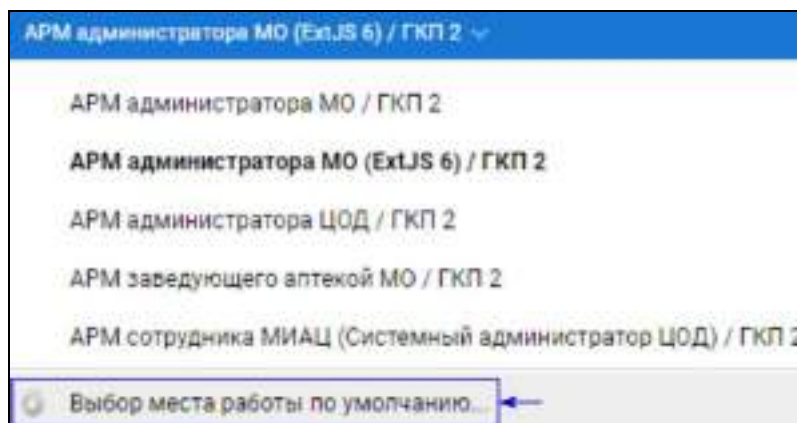 АРМ администратора МО (ExtJS 6) / ГКП 2
АРМ администратора МО / ГКП 2
АРМ администратора МО (ExtJS 6) / ГКП 2
АРМ администратора ЦОД / ГКП 2
АРМ заведующего аптекой МО / ГКП 2
АРМ сотрудника МИАЦ (Системный администратор ЦОД) / ГКП 2
Выбор места работы по умолчанию...